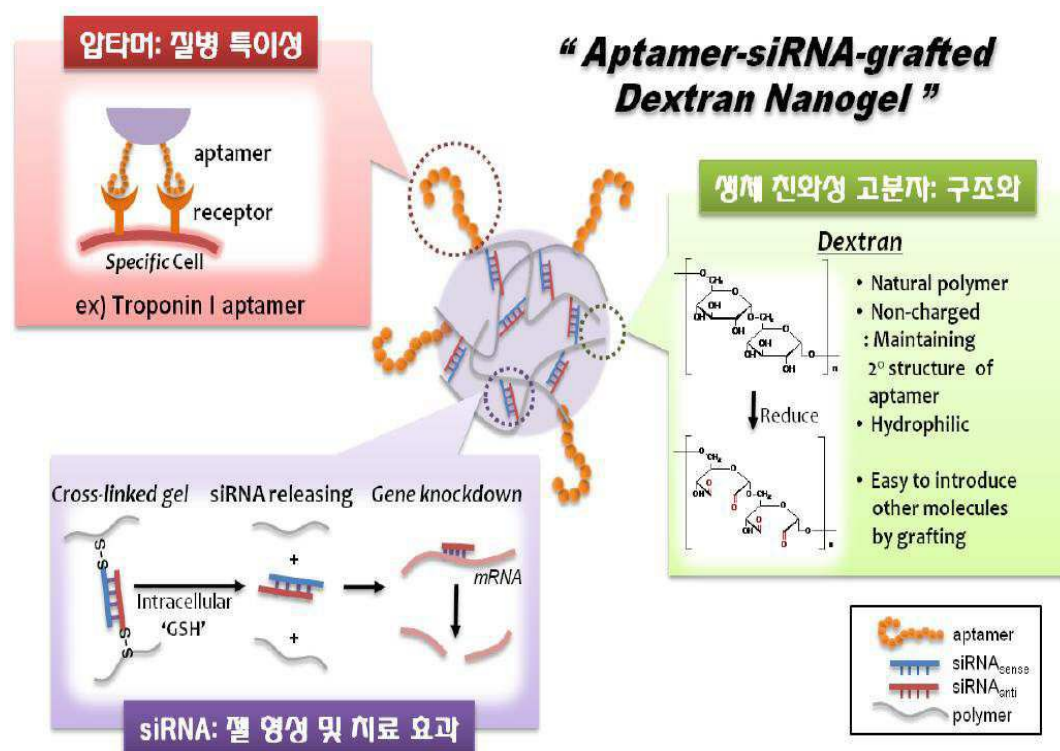 압타머: 질병 특이성
“ Aptamer-siRNA-grafted
Dextran Nanogel ”
aptamer
receptor
Specific Cell
ex) Troponin I aptamer
생체 친화성 고분자: 구조화
Dextran
• Natural polymer
• Non-charged
: Maintaining
2º structure of
aptamer
• Hydrophilic
• Easy to introduce
other molecules
by grafting
Reduce
Cross-linked gel
siRNA releasing
Gene knockdown
S-S
+
Intracellular
‘GSH’
mRNA
S-S
+
siRNA: 젤 형성 및 치료 효과
aptamer
siRNAsense
siRNAanti
polymer